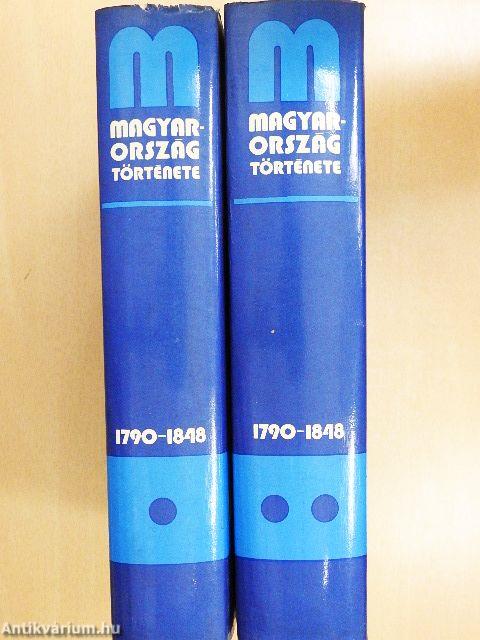 m
MAGYAR-
ORSZÁG
TÖRTÉNETE
1790-1848
m
MAGYAR-
ORSZÁG
TÖRTÉNETE
1790-1848
Antikvárium.hu